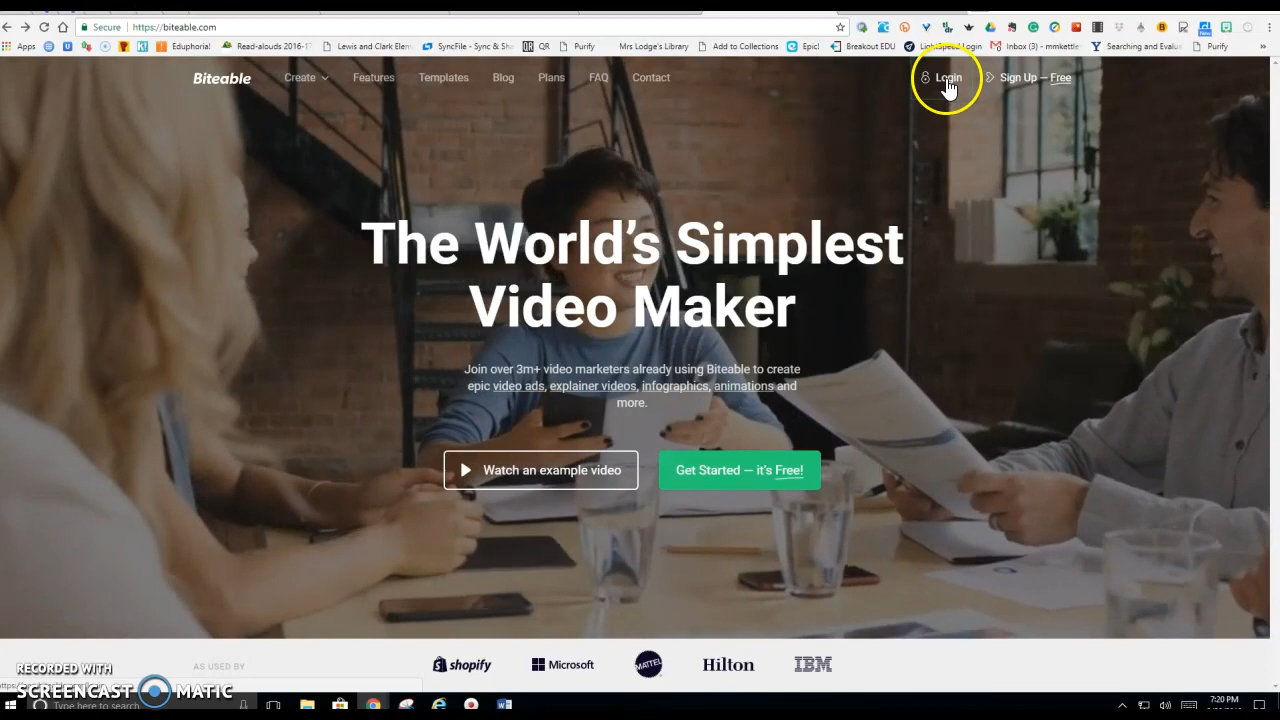 Secure https://biteable.com
Apps Eduphoria! Read-alouds 2016-1 Lewis and Clark Elem SyncFile - Sync & Sh QR Purify Mrs Lodge's Library Add to Collections Epic! Breakout EDU LightSpeed Login Inbox (3) - mmkettle Searching and Evalu Purify
Biteable Create Features Templates Blog Plans FAQ Contact Login Sign Up — Free
The World's Simplest
Video Maker
Join over 3m+ video marketers already using Biteable to create
epic video ads, explainer videos, infographics, animations and
more.
Watch an example video Get Started — it's Free!
AS USED BY shopify Microsoft MATTEL Hilton IBM
RECORDED WITH
SCREENCAST MATIC
Type here to search 7:20 PM